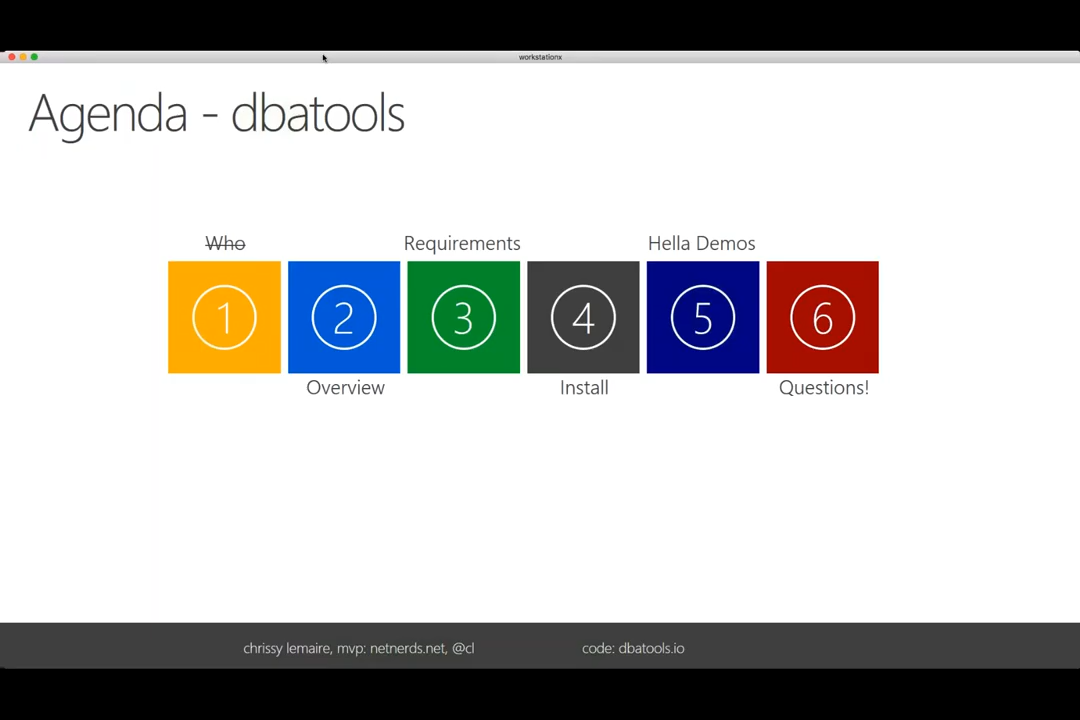 workstationx
Agenda - dbatools
Who
Requirements
Hella Demos
1
2
3
4
5
6
Overview
Install
Questions!
chrissy lemaire, mvp: netnerds.net, @cl
code: dbatools.io